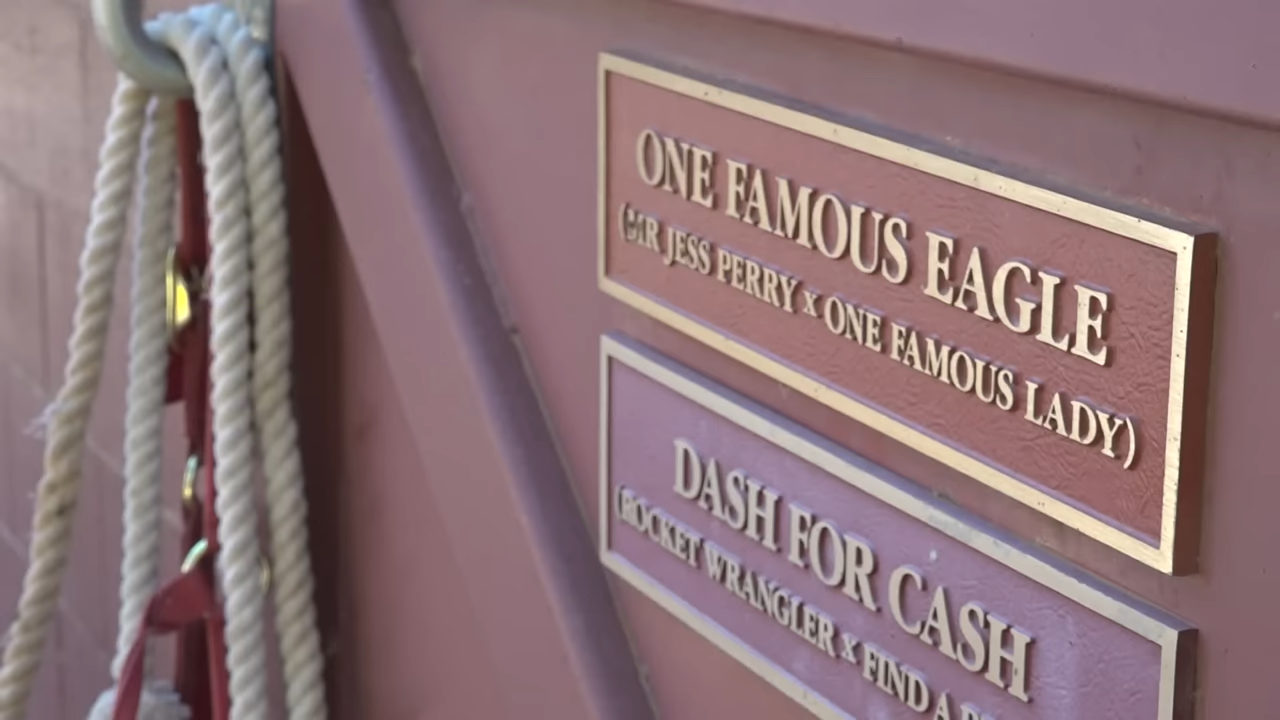 ONE FAMOUS EAGLE
(MR JESS PERRY x ONE FAMOUS LADY)
DASH FOR CASH
(ROCKET WRANGLER x FIND A